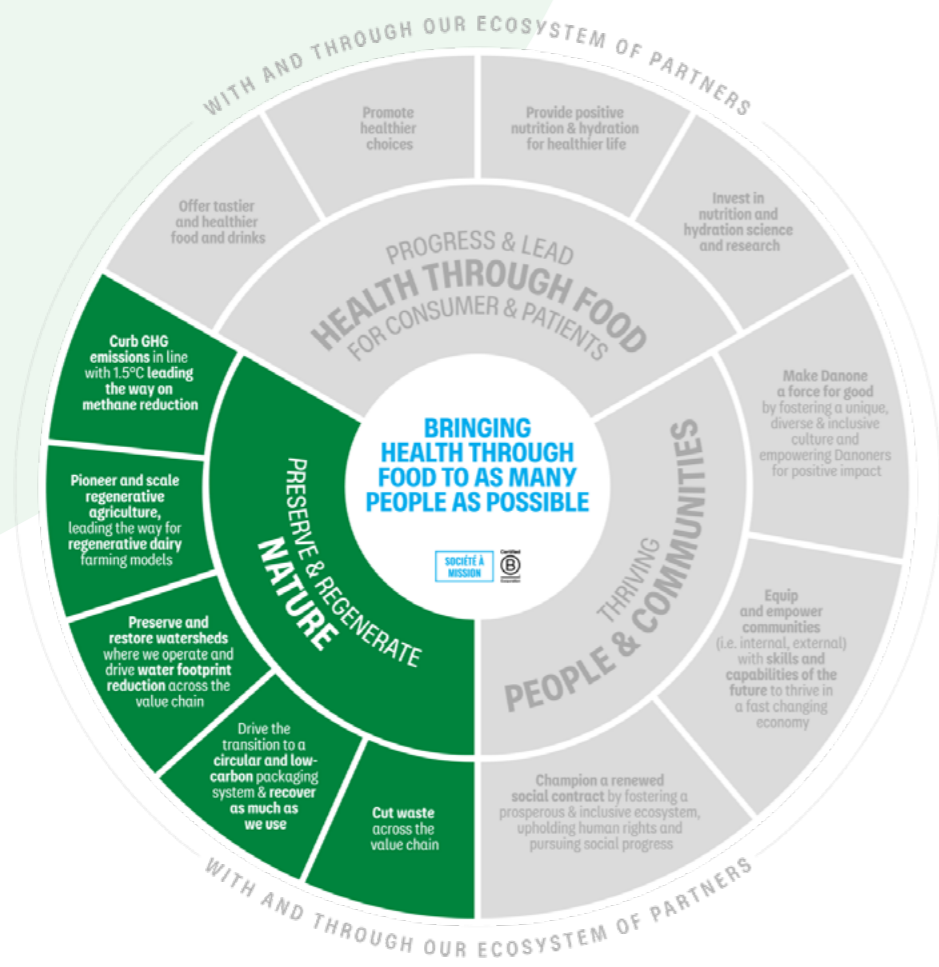 WITH AND THROUGH OUR ECOSYSTEM OF PARTNERS
Promote
healthier
choices
Provide positive
nutrition & hydration
for healthier life
Offer tastier
and healthier
food and drinks
Invest in
nutrition and
hydration science
and research
PROGRESS & LEAD
HEALTH THROUGH FOOD
FOR CONSUMER & PATIENTS
Curb GHG
emissions in line
with 1.5°C leading
the way on
methane reduction
Pioneer and scale
regenerative
agriculture,
leading the way for
regenerative dairy
farming models
Preserve and
restore watersheds
where we operate and
drive water footprint
reduction across the
value chain
Drive the
transition to a
circular and low-
carbon packaging
system & recover
as much as
we use
Cut waste
across the
value chain
PRESERVE & REGENERATE
NATURE
BRINGING
HEALTH THROUGH
FOOD TO AS MANY
PEOPLE AS POSSIBLE
SOCIÉTÉ À
MISSION
Certified
B
THRIVING
PEOPLE & COMMUNITIES
Make Danone
a force for good
by fostering a unique,
diverse & inclusive
culture and
empowering Danoners
for positive impact
Equip
and empower
communities
(i.e. internal, external)
with skills and
capabilities of the
future to thrive in
a fast changing
economy
Champion a renewed
social contract by fostering a
prosperous & inclusive ecosystem,
upholding human rights and
pursuing social progress
WITH AND THROUGH OUR ECOSYSTEM OF PARTNERS